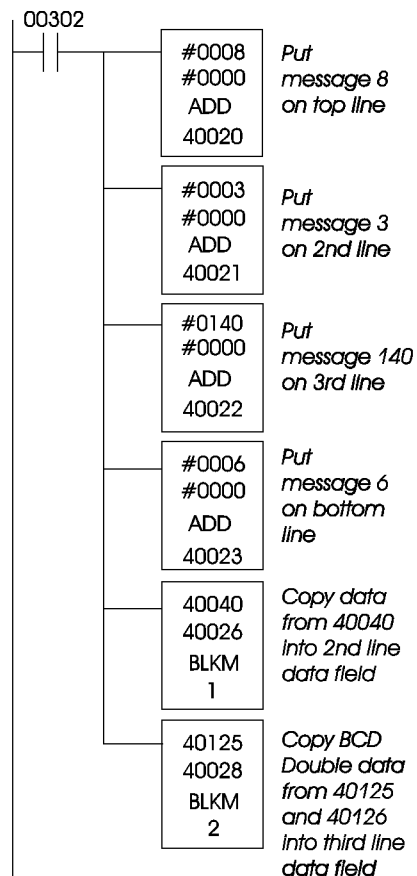 00302
#0008
#0000
ADD
40020
Put
message 8
on top line
#0003
#0000
ADD
40021
Put
message 3
on 2nd line
#0140
#0000
ADD
40022
Put
message 140
on 3rd line
#0006
#0000
ADD
40023
Put
message 6
on bottom
line
40040
40026
BLKM
1
Copy data
from 40040
into 2nd line
data field
40125
40028
BLKM
2
Copy BCD
Double data
from 40125
and 40126
into third line
data field